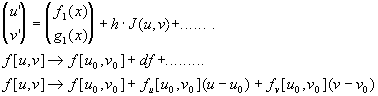 (u' v') = (f₁(x) g₁(x)) + h · J(u,v) + .......
f[u,v] → f[u₀,v₀] + df + .........
f[u,v] → f[u₀,v₀] + fᵤ[u₀,v₀](u − u₀) + fᵥ[u₀,v₀](v − v₀)